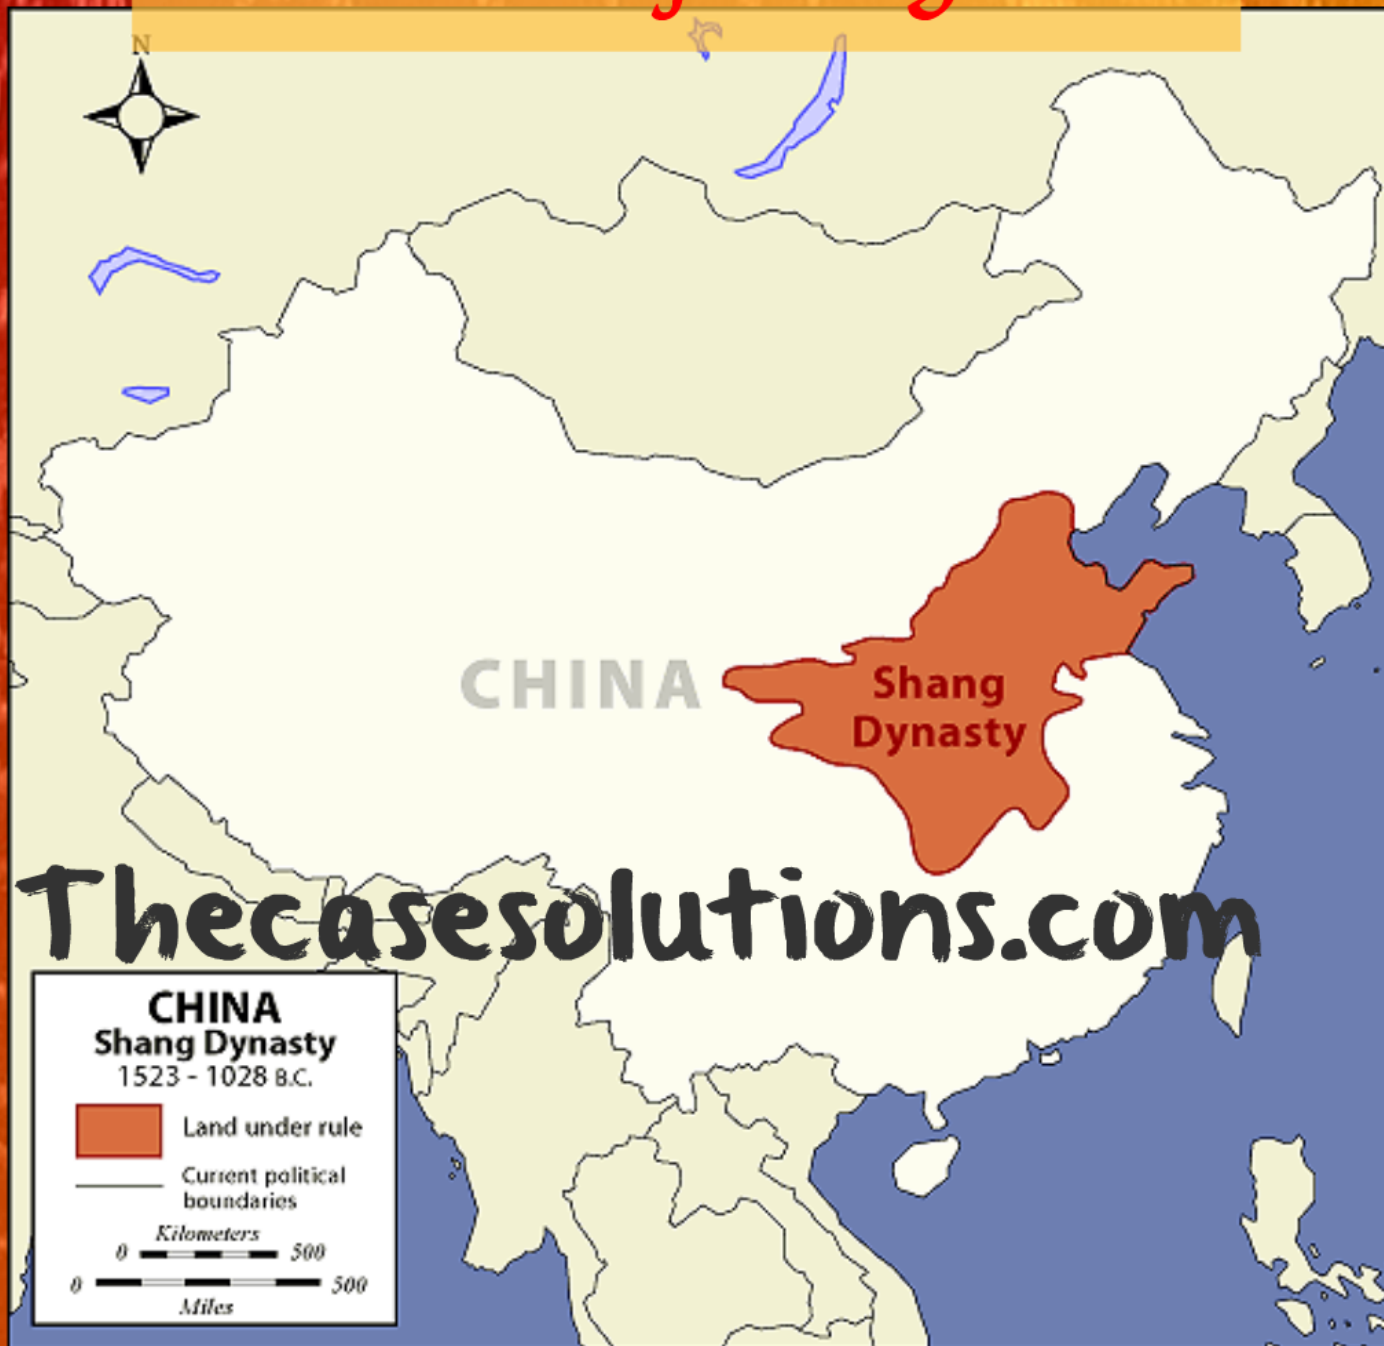 N
CHINA
Shang
Dynasty
Thecasesolutions.com
CHINA
Shang Dynasty
1523 - 1028 B.C.
Land under rule
Current political
boundaries
Kilometers
0 500
0 500
Miles